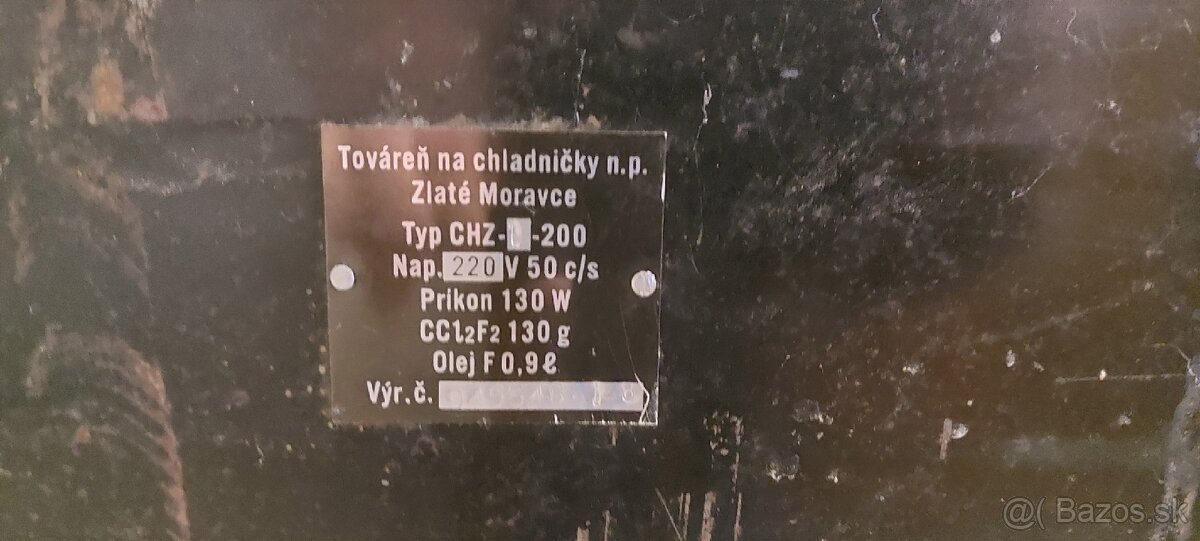 Továreň na chladničky n.p.
Zlaté Moravce
Typ CHZ- -200
Nap. 220 V 50 c/s
Prikon 130 W
CCl₂F₂ 130 g
Olej F 0,9 ℓ
Výr. č.
@( Bazos.sk